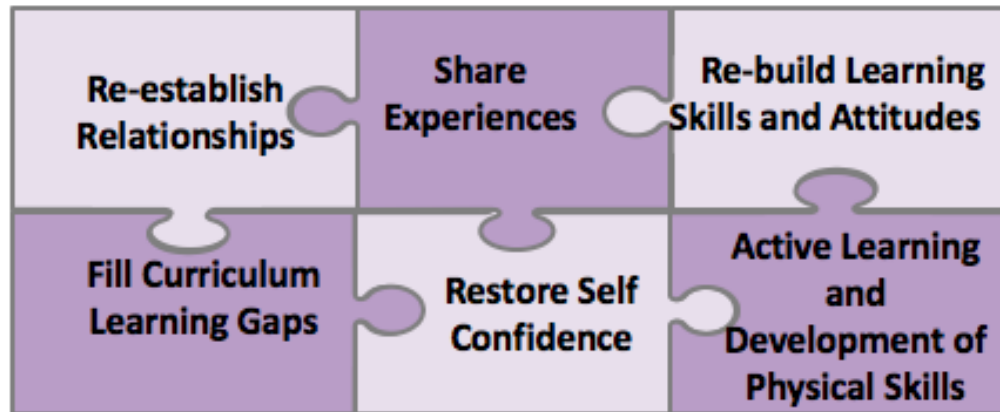 Re-establish
Relationships
Share
Experiences
Re-build Learning
Skills and Attitudes
Fill Curriculum
Learning Gaps
Restore Self
Confidence
Active Learning
and
Development of
Physical Skills